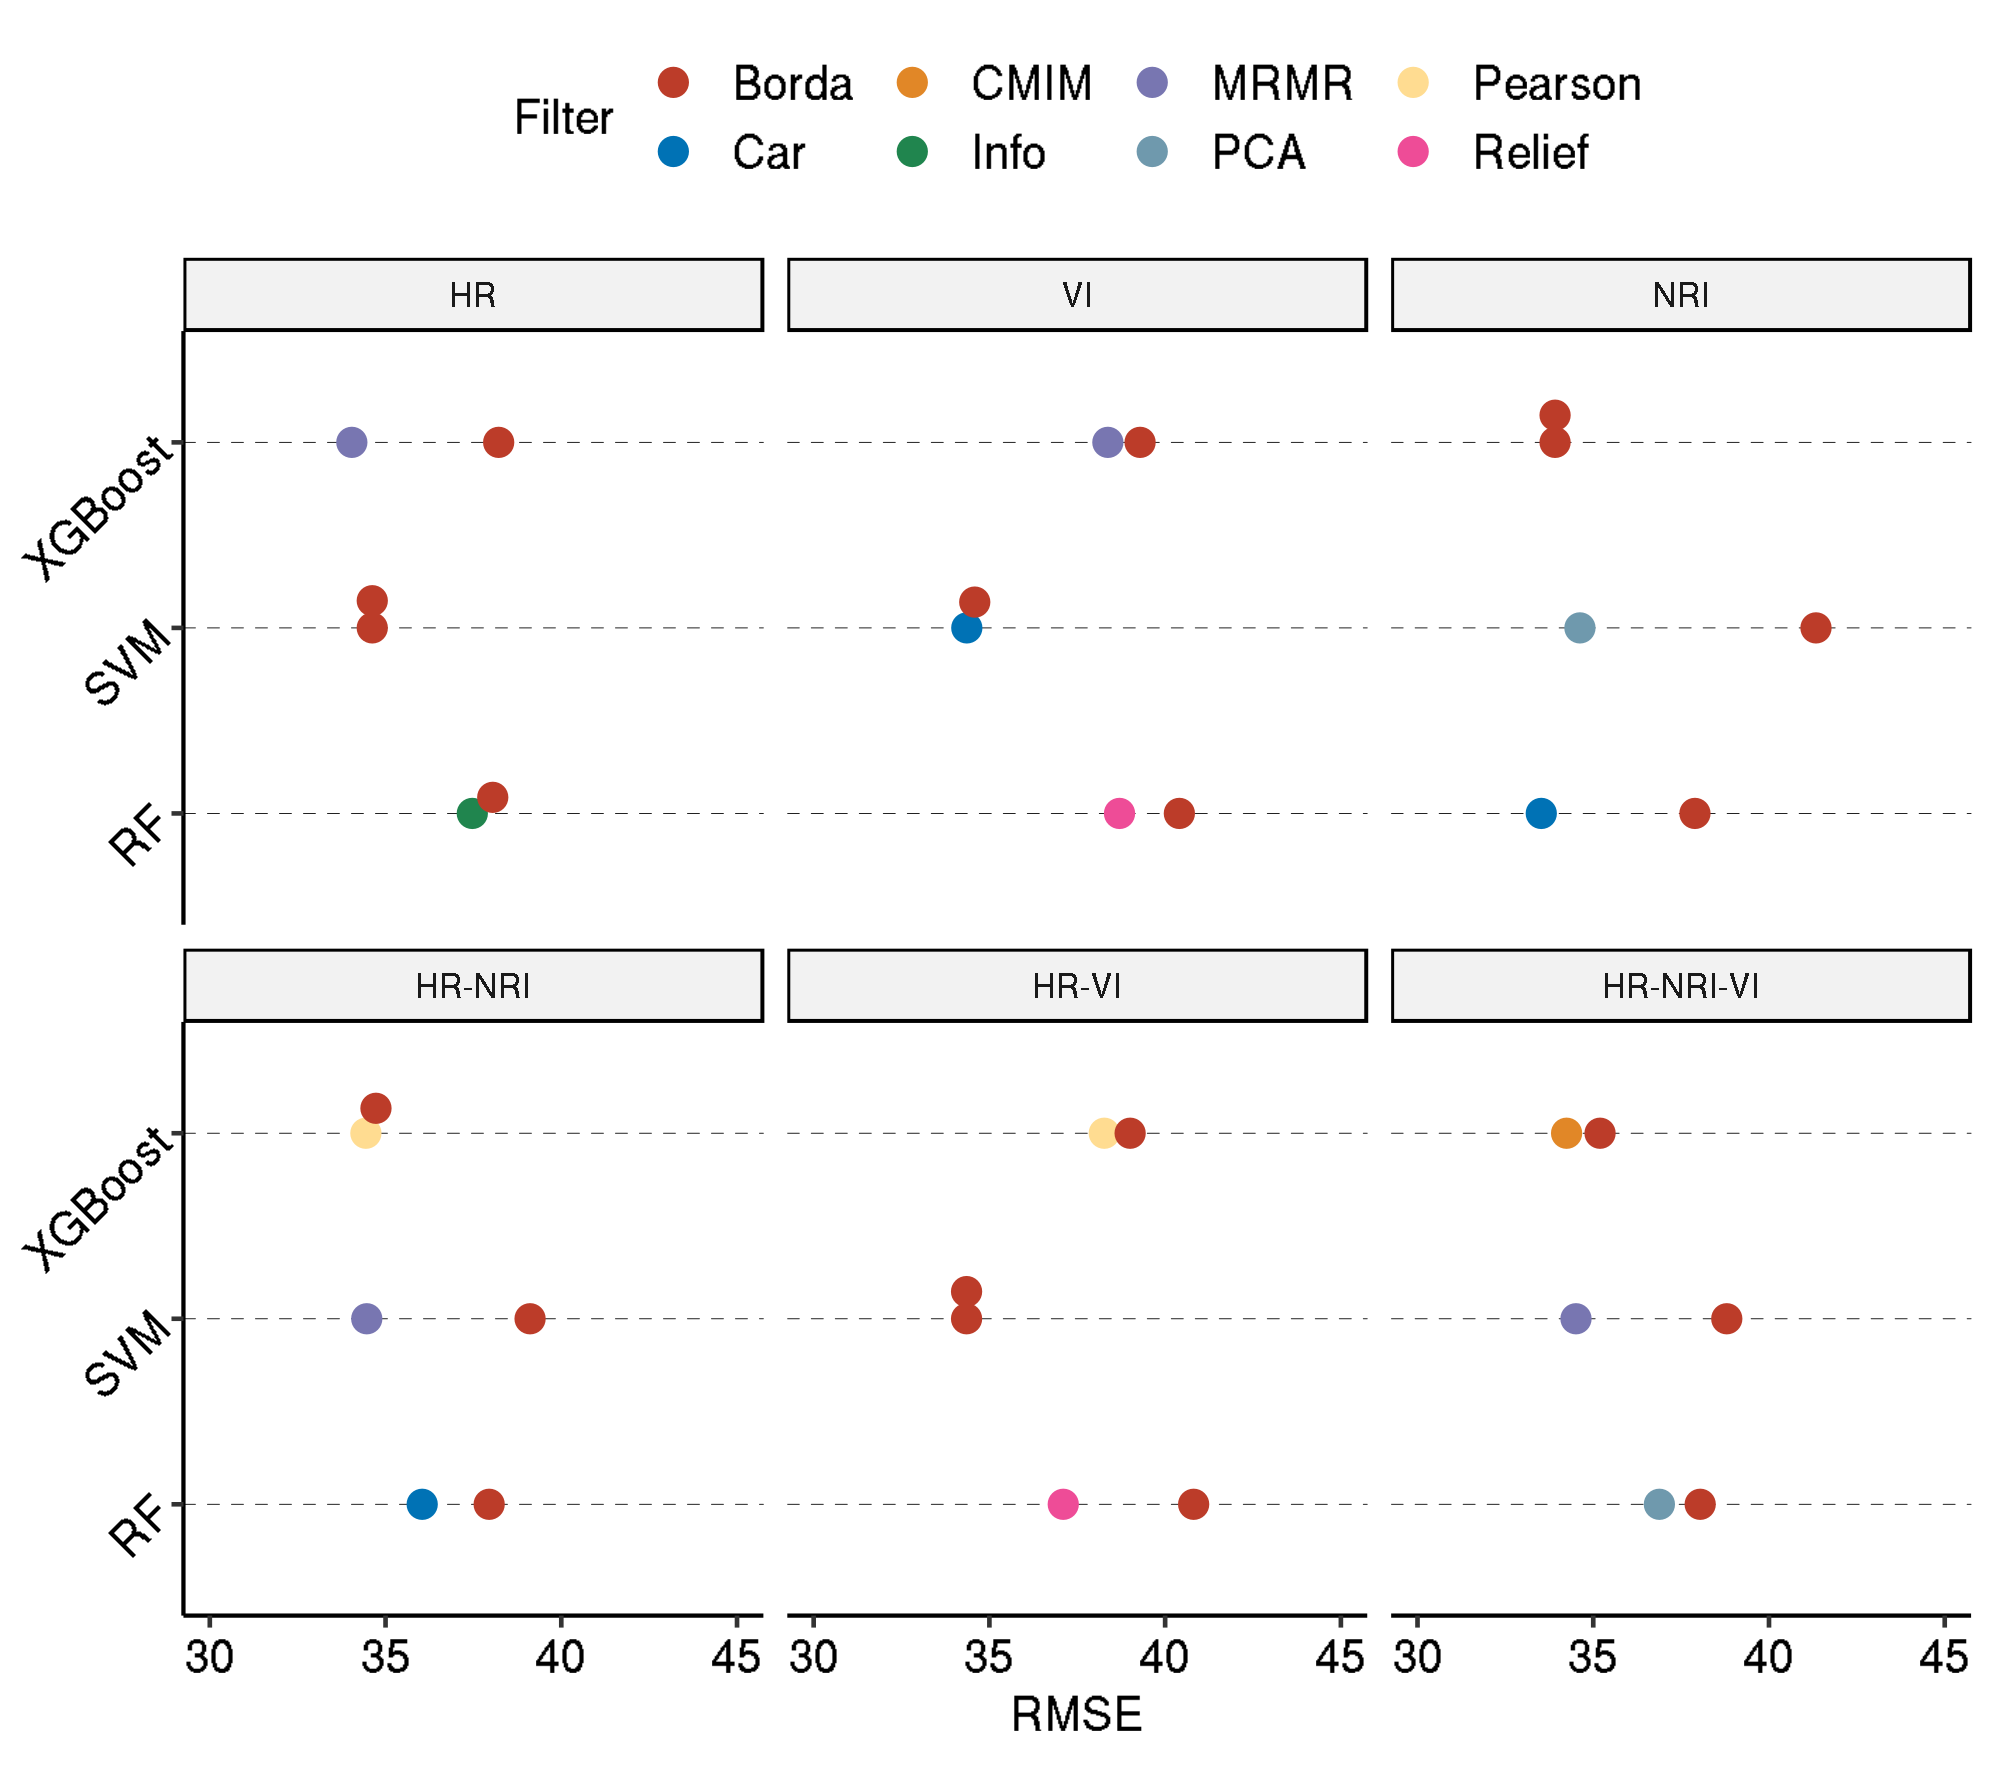 Filter
Borda CMIM MRMR Pearson
Car Info PCA Relief
HR VI NRI
XGBoost
SVM
RF
HR-NRI HR-VI HR-NRI-VI
XGBoost
SVM
RF
30 35 40 45 30 35 40 45 30 35 40 45
RMSE